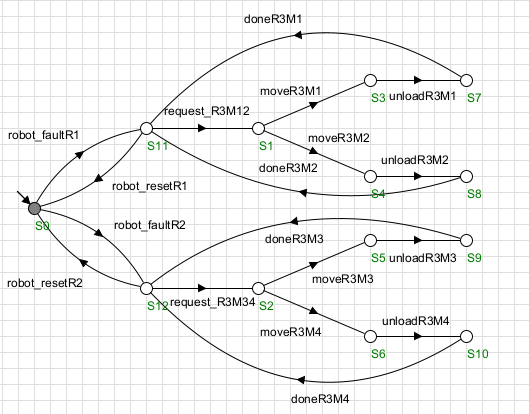 doneR3M1
moveR3M1
S3
unloadR3M1
S7
request_R3M12
robot_faultR1
S11
S1
moveR3M2
unloadR3M2
doneR3M2
S4
S8
robot_resetR1
S0
robot_faultR2
doneR3M3
S5
unloadR3M3
S9
robot_resetR2
moveR3M3
S12
request_R3M34
S2
moveR3M4
unloadR3M4
S6
S10
doneR3M4